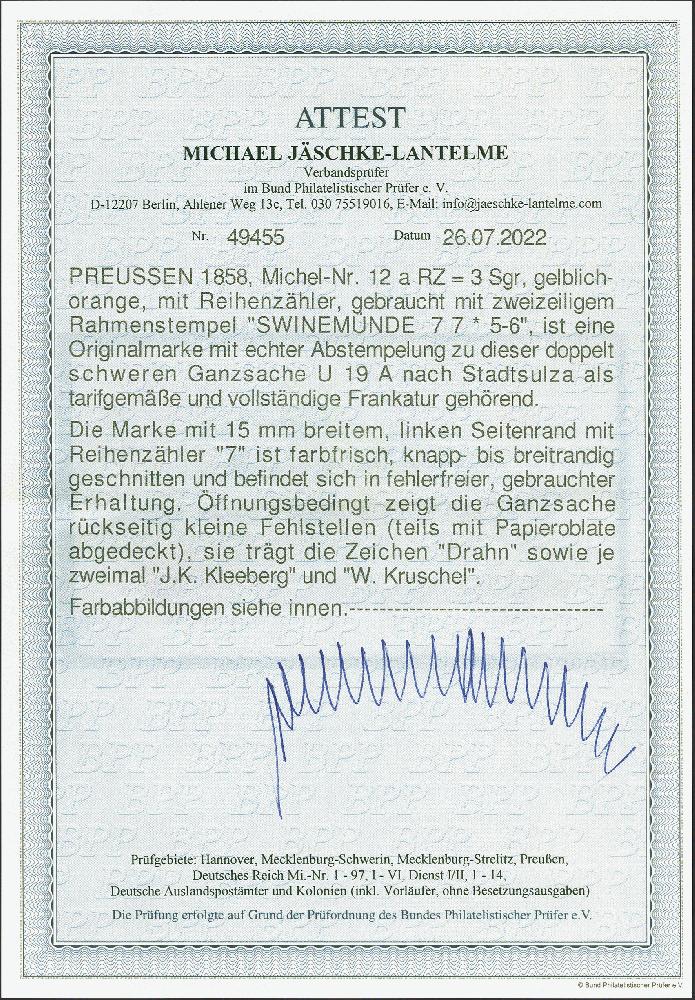 ATTEST
MICHAEL JÄSCHKE-LANTELME
Verbandsprüfer
im Bund Philatelistischer Prüfer e. V.
D-12207 Berlin, Ahlener Weg 13c, Tel. 030 75519016, E-Mail: info@jaeschke-lantelme.com
Nr. 49455 Datum 26.07.2022
PREUSSEN 1858, Michel-Nr. 12 a RZ = 3 Sgr, gelblich-
orange, mit Reihenzähler, gebraucht mit zweizeiligem
Rahmenstempel "SWINEMÜNDE 7 7 * 5-6", ist eine
Originalmarke mit echter Abstempelung zu dieser doppelt
schweren Ganzsache U 19 A nach Stadtsulza als
tarifgemäße und vollständige Frankatur gehörend.
Die Marke mit 15 mm breitem, linken Seitenrand mit
Reihenzähler "7" ist farbfrisch, knapp- bis breitrandig
geschnitten und befindet sich in fehlerfreier, gebrauchter
Erhaltung. Öffnungsbedingt zeigt die Ganzsache
rückseitig kleine Fehlstellen (teils mit Papieroblate
abgedeckt), sie trägt die Zeichen "Drahn" sowie je
zweimal "J.K. Kleeberg" und "W. Kruschel".
Farbabbildungen siehe innen.----------------------------------
Prüfgebiete: Hannover, Mecklenburg-Schwerin, Mecklenburg-Strelitz, Preußen,
Deutsches Reich Mi.-Nr. 1 - 97, I - VI, Dienst I/II, 1 - 14,
Deutsche Auslandspostämter und Kolonien (inkl. Vorläufer, ohne Besetzungsausgaben)
Die Prüfung erfolgte auf Grund der Prüfordnung des Bundes Philatelistischer Prüfer e.V.
© Bund Philatelistischer Prüfer e.V.